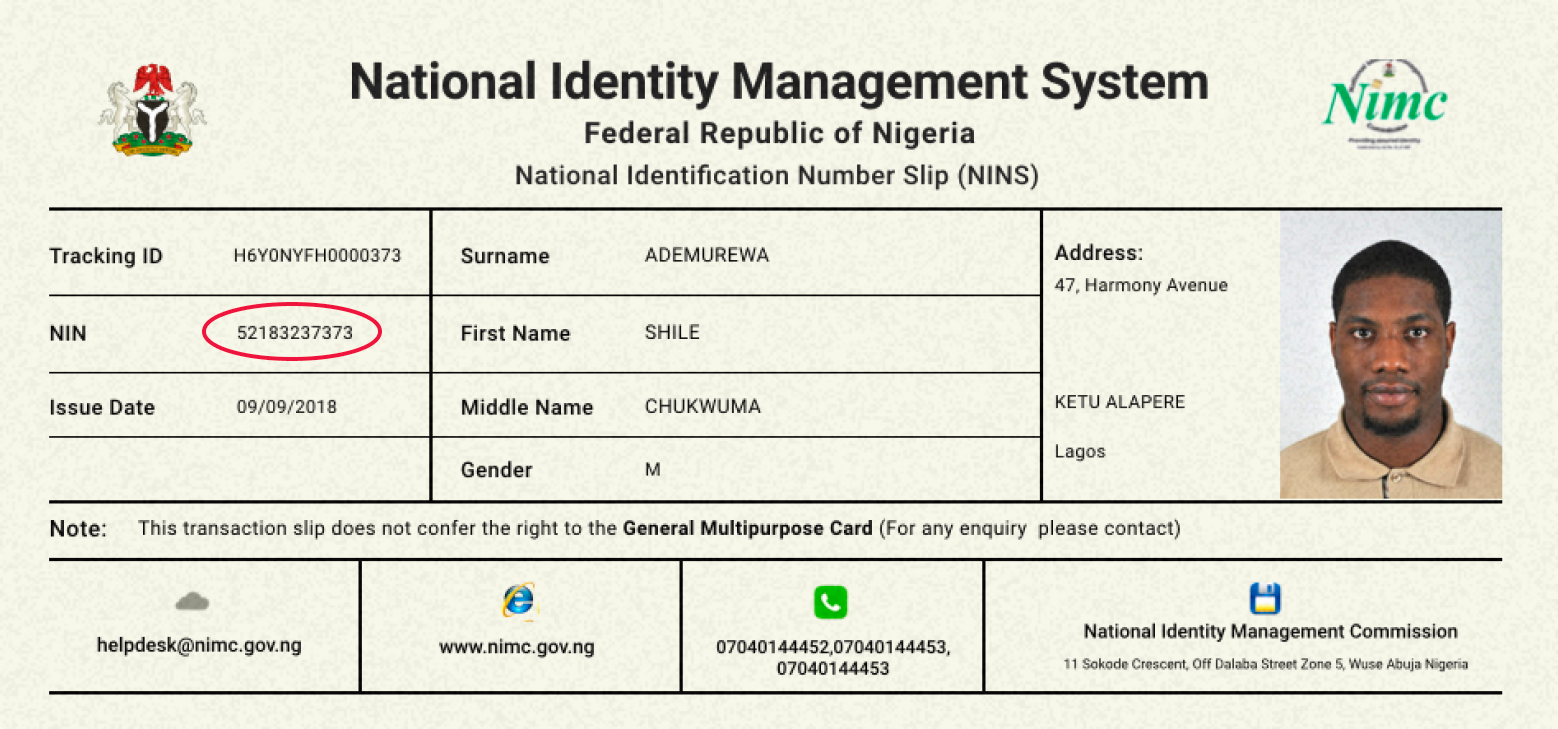 National Identity Management System
Federal Republic of Nigeria
National Identification Number Slip (NINS)
Nimc
Tracking ID H6Y0NYFH0000373
NIN 52183237373
Issue Date 09/09/2018
Surname ADEMUREWA
First Name SHILE
Middle Name CHUKWUMA
Gender M
Address:
47, Harmony Avenue
KETU ALAPERE
Lagos
Note: This transaction slip does not confer the right to the General Multipurpose Card (For any enquiry please contact)
helpdesk@nimc.gov.ng
www.nimc.gov.ng
07040144452,07040144453,
07040144453
National Identity Management Commission
11 Sokode Crescent, Off Dalaba Street Zone 5, Wuse Abuja Nigeria